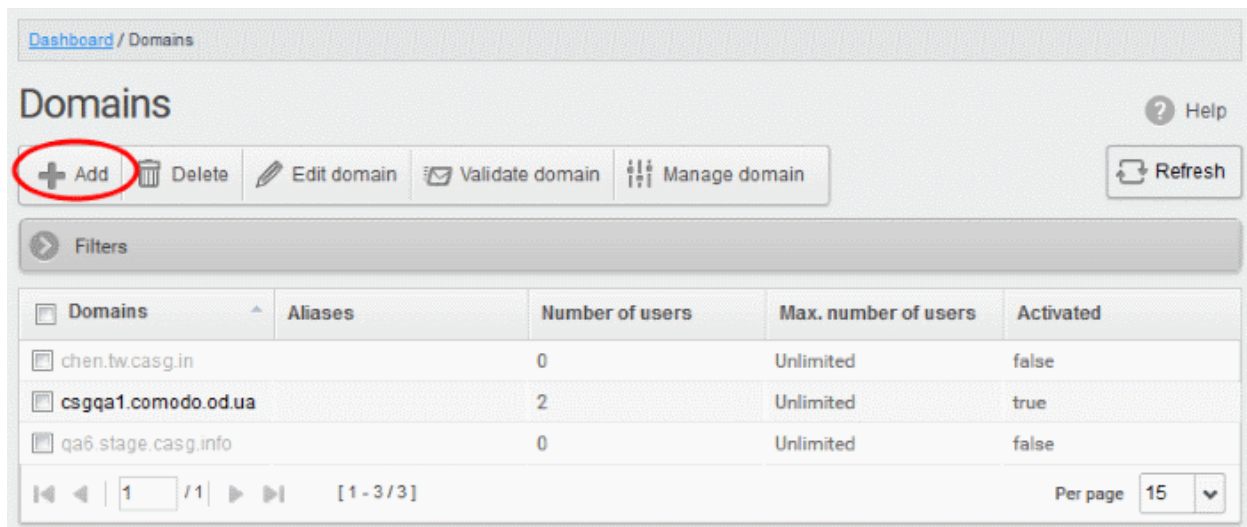 Dashboard / Domains
Domains
Help
Add Delete Edit domain Validate domain Manage domain Refresh
Filters
Domains Aliases Number of users Max. number of users Activated
chen.tw.casg.in 0 Unlimited false
csgqa1.comodo.od.ua 2 Unlimited true
qa6.stage.casg.info 0 Unlimited false
1 / 1 [ 1 - 3 / 3 ] Per page 15